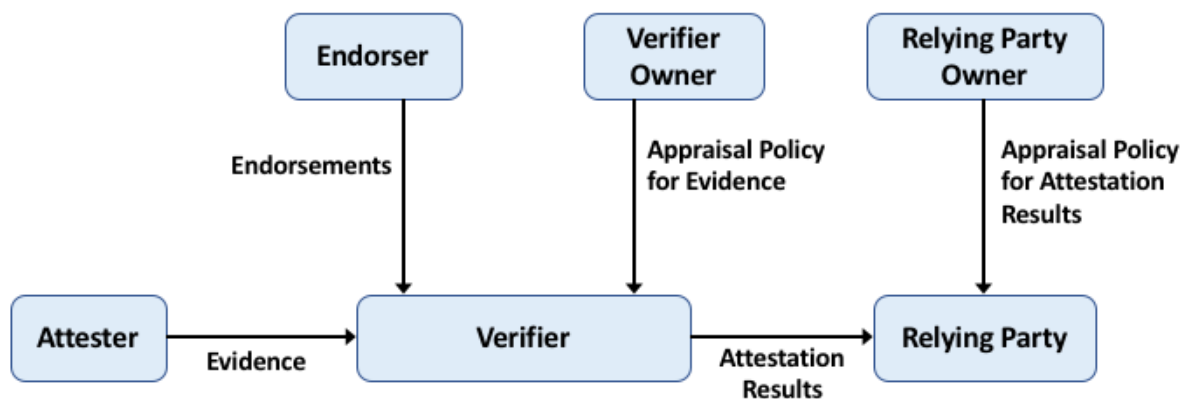 Endorser
Verifier
Owner
Relying Party
Owner
Endorsements
Appraisal Policy
for Evidence
Appraisal Policy
for Attestation
Results
Attester
Evidence
Verifier
Attestation
Results
Relying Party